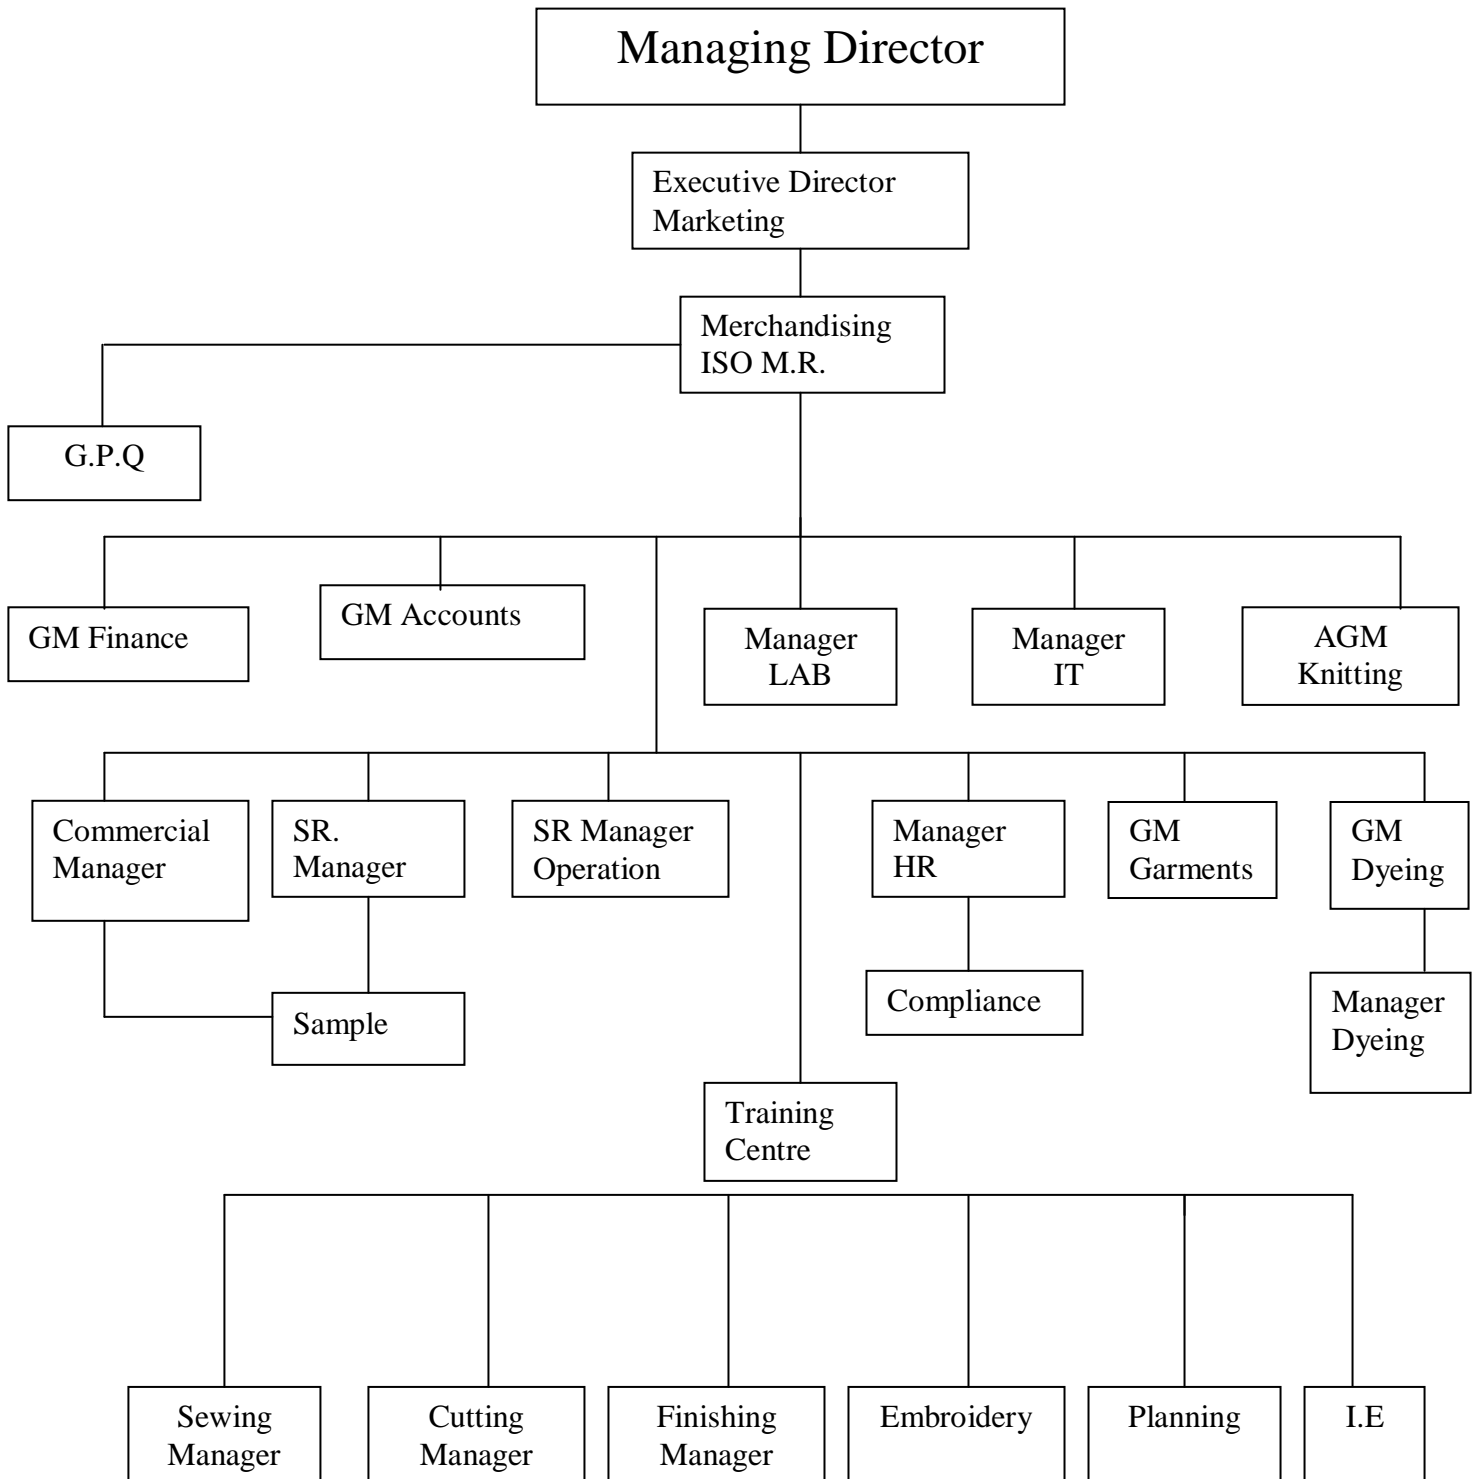 Managing Director
Executive Director
Marketing
Merchandising
ISO M.R.
G.P.Q
GM Finance
GM Accounts
Manager
LAB
Manager
IT
AGM
Knitting
Commercial
Manager
SR.
Manager
SR Manager
Operation
Manager
HR
GM
Garments
GM
Dyeing
Sample
Compliance
Manager
Dyeing
Training
Centre
Sewing
Manager
Cutting
Manager
Finishing
Manager
Embroidery
Planning
I.E